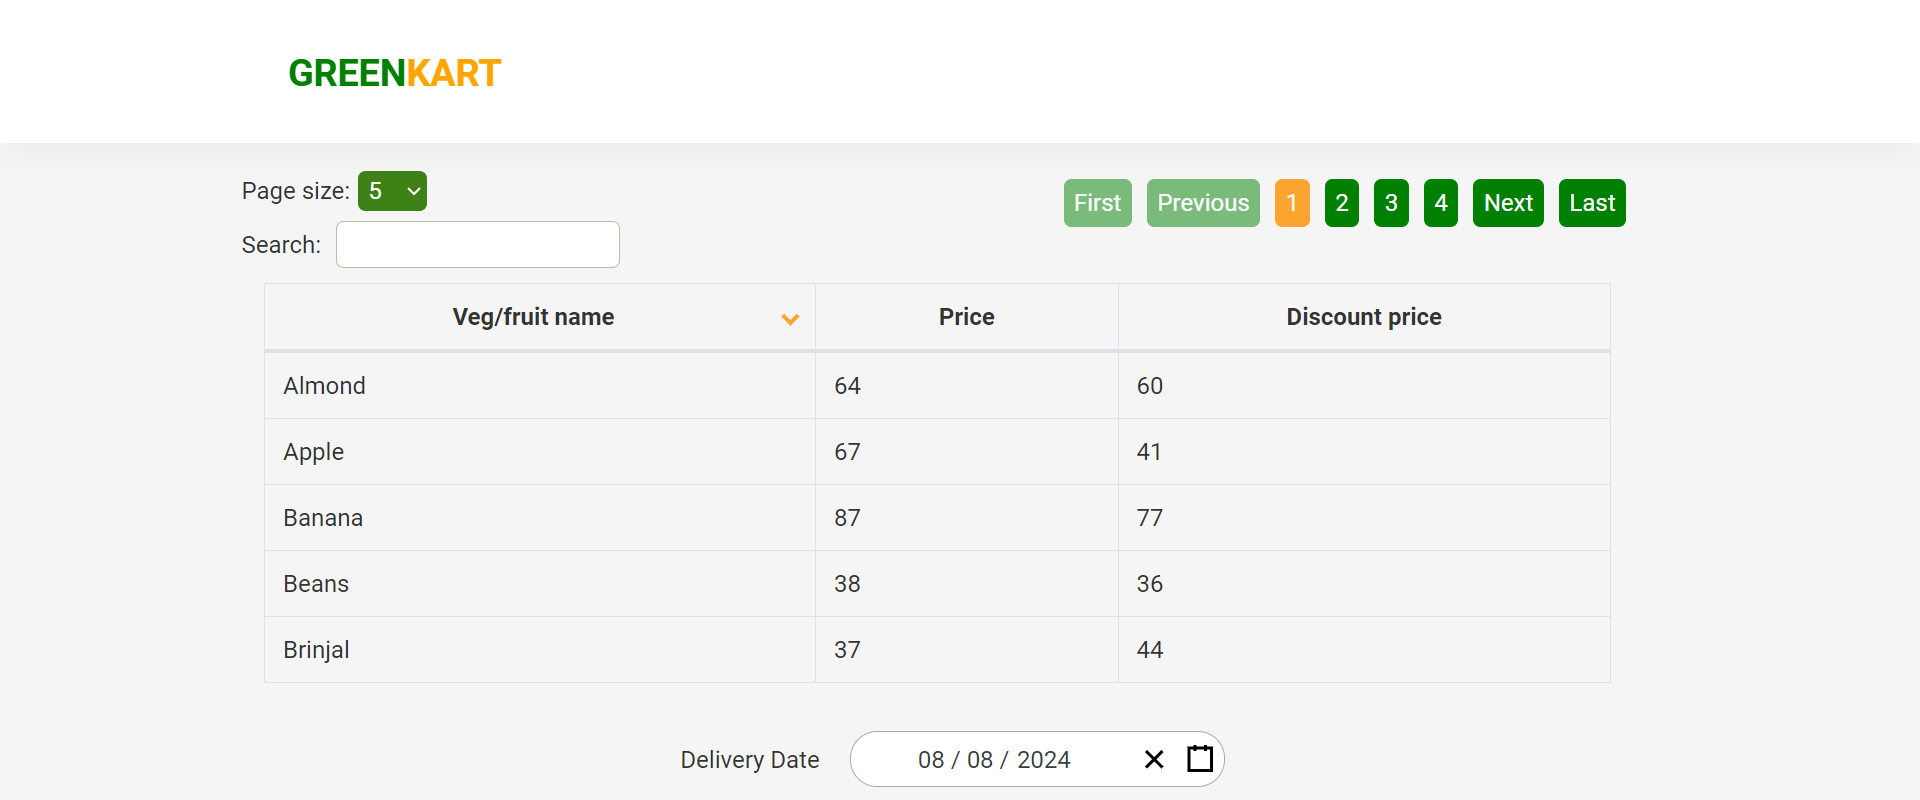 GREENKART
Page size: 5
First Previous 1 2 3 4 Next Last
Search:
Veg/fruit name Price Discount price
Almond 64 60
Apple 67 41
Banana 87 77
Beans 38 36
Brinjal 37 44
Delivery Date 08 / 08 / 2024